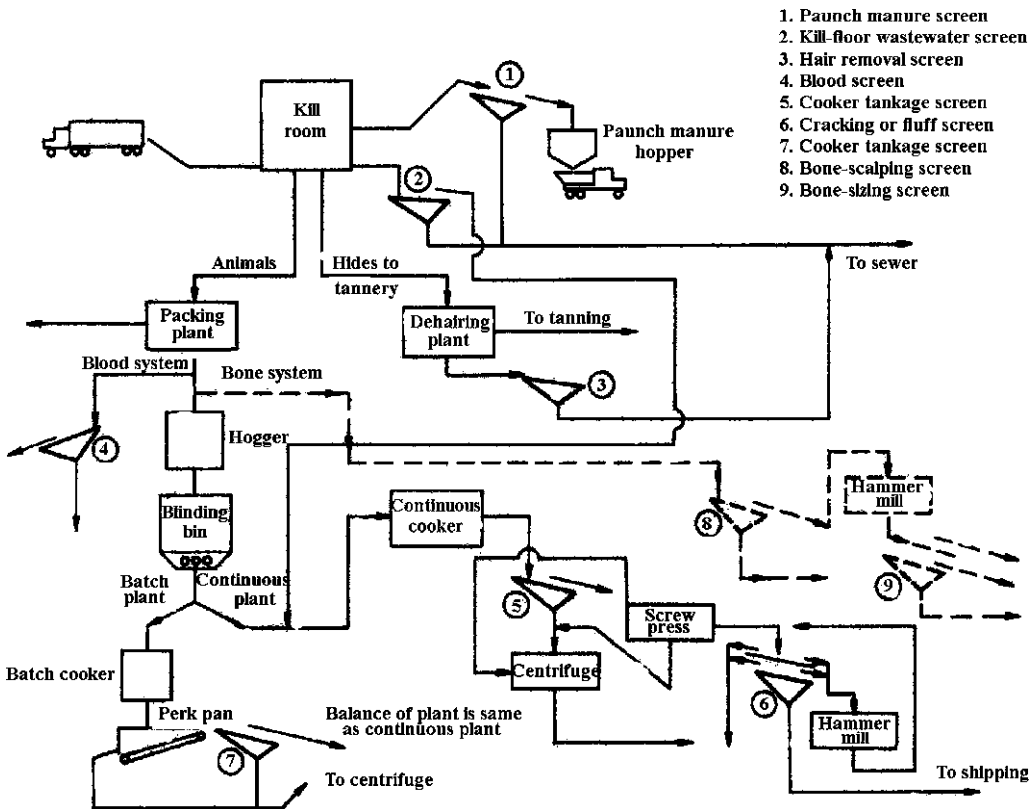 1. Paunch manure screen
2. Kill-floor wastewater screen
3. Hair removal screen
4. Blood screen
5. Cooker tankage screen
6. Cracking or fluff screen
7. Cooker tankage screen
8. Bone-scalping screen
9. Bone-sizing screen
1
Kill
room
Paunch manure
hopper
2
To sewer
Animals
Hides to
tannery
Packing
plant
Dehairing
plant
To tanning
Blood system
Bone system
3
4
Hogger
Blinding
bin
Continuous
cooker
Hammer
mill
8
9
Batch
plant
Continuous
plant
5
Screw
press
Centrifuge
Batch cooker
6
Hammer
mill
Perk pan
7
Balance of plant is same
as continuous plant
To centrifuge
To shipping